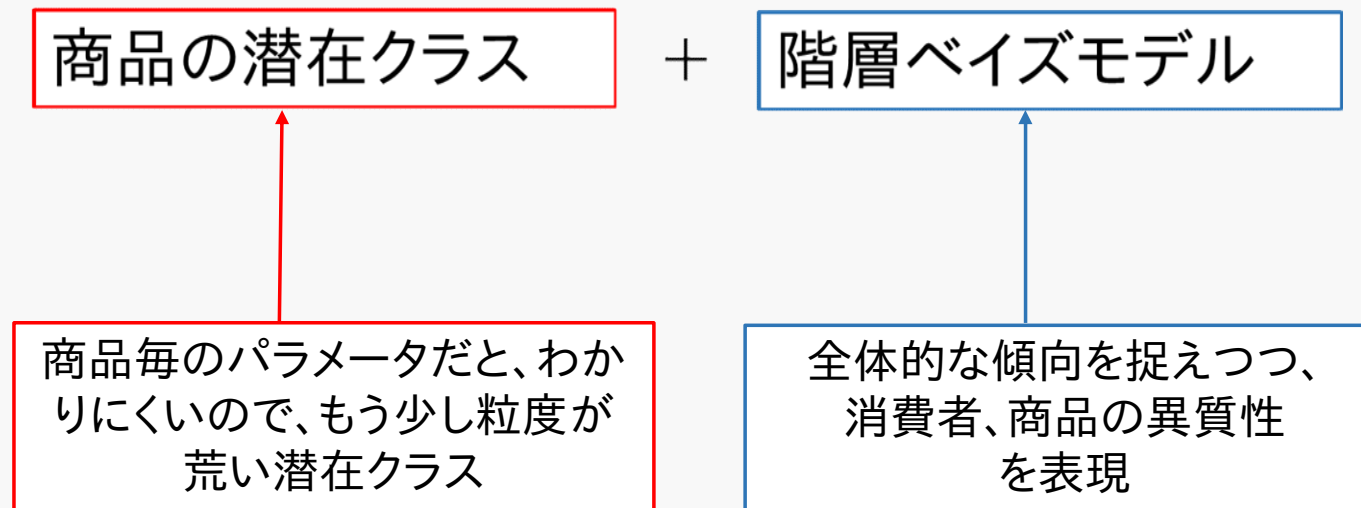 商品の潜在クラス
+
階層ベイズモデル
商品毎のパラメータだと、わか
りにくいので、もう少し粒度が
荒い潜在クラス
全体的な傾向を捉えつつ、
消費者、商品の異質性
を表現